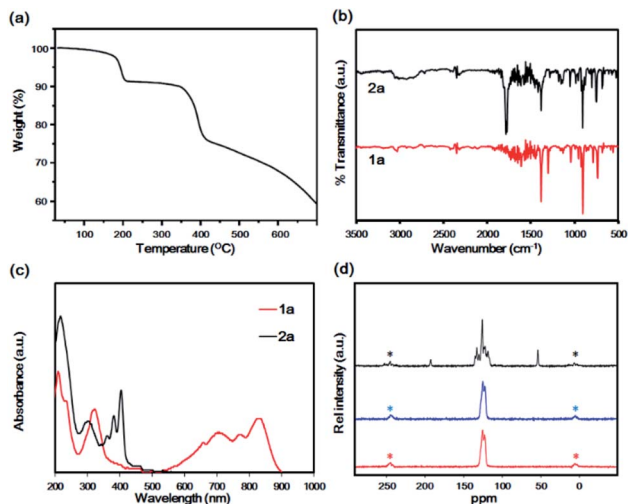 (a)
100
90
80
70
60
Weight (%)
100 200 300 400 500 600
Temperature (OC)
(b)
2a
1a
% Transmittance (a.u.)
3500 3000 2500 2000 1500 1000 500
Wavenumber (cm-1)
(c)
1a
2a
Absorbance (a.u.)
200 300 400 500 600 700 800 900 1000
Wavelength (nm)
(d)
* *
* *
* *
Rel intensity (a.u.)
250 200 150 100 50 0
ppm